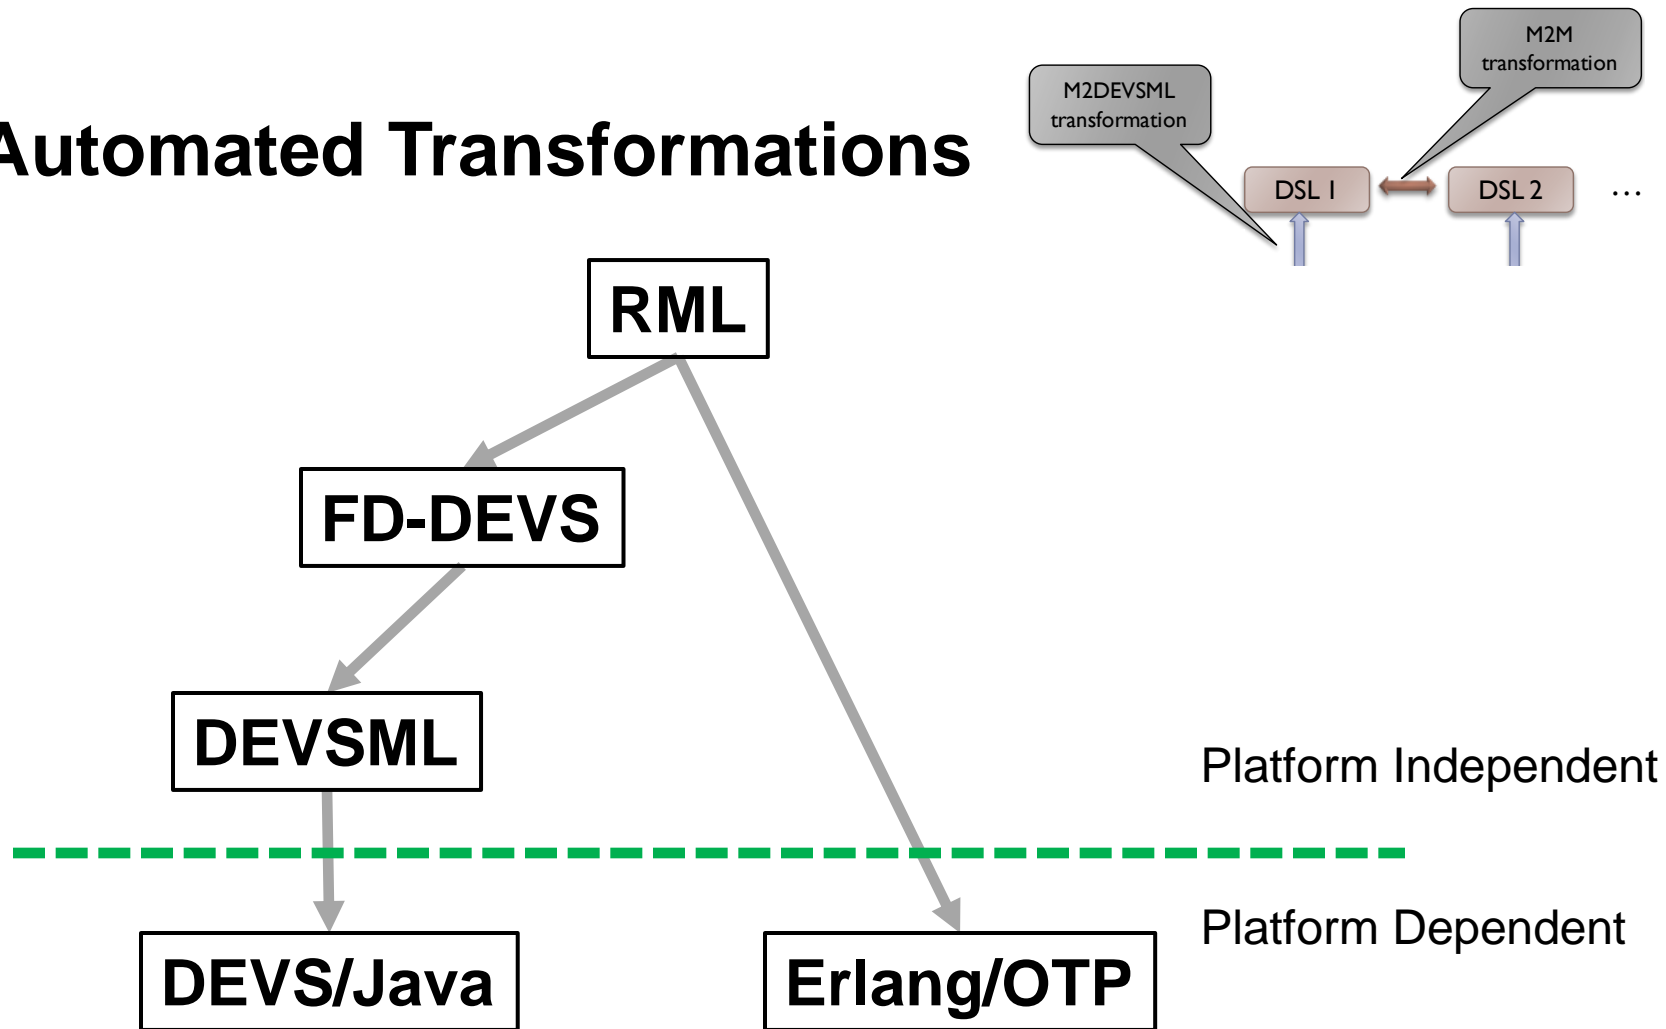 M2M
transformation
M2DEVSML
transformation
Automated Transformations
DSL 1
DSL 2
...
RML
FD-DEVS
DEVSML
Platform Independent
Platform Dependent
DEVS/Java
Erlang/OTP